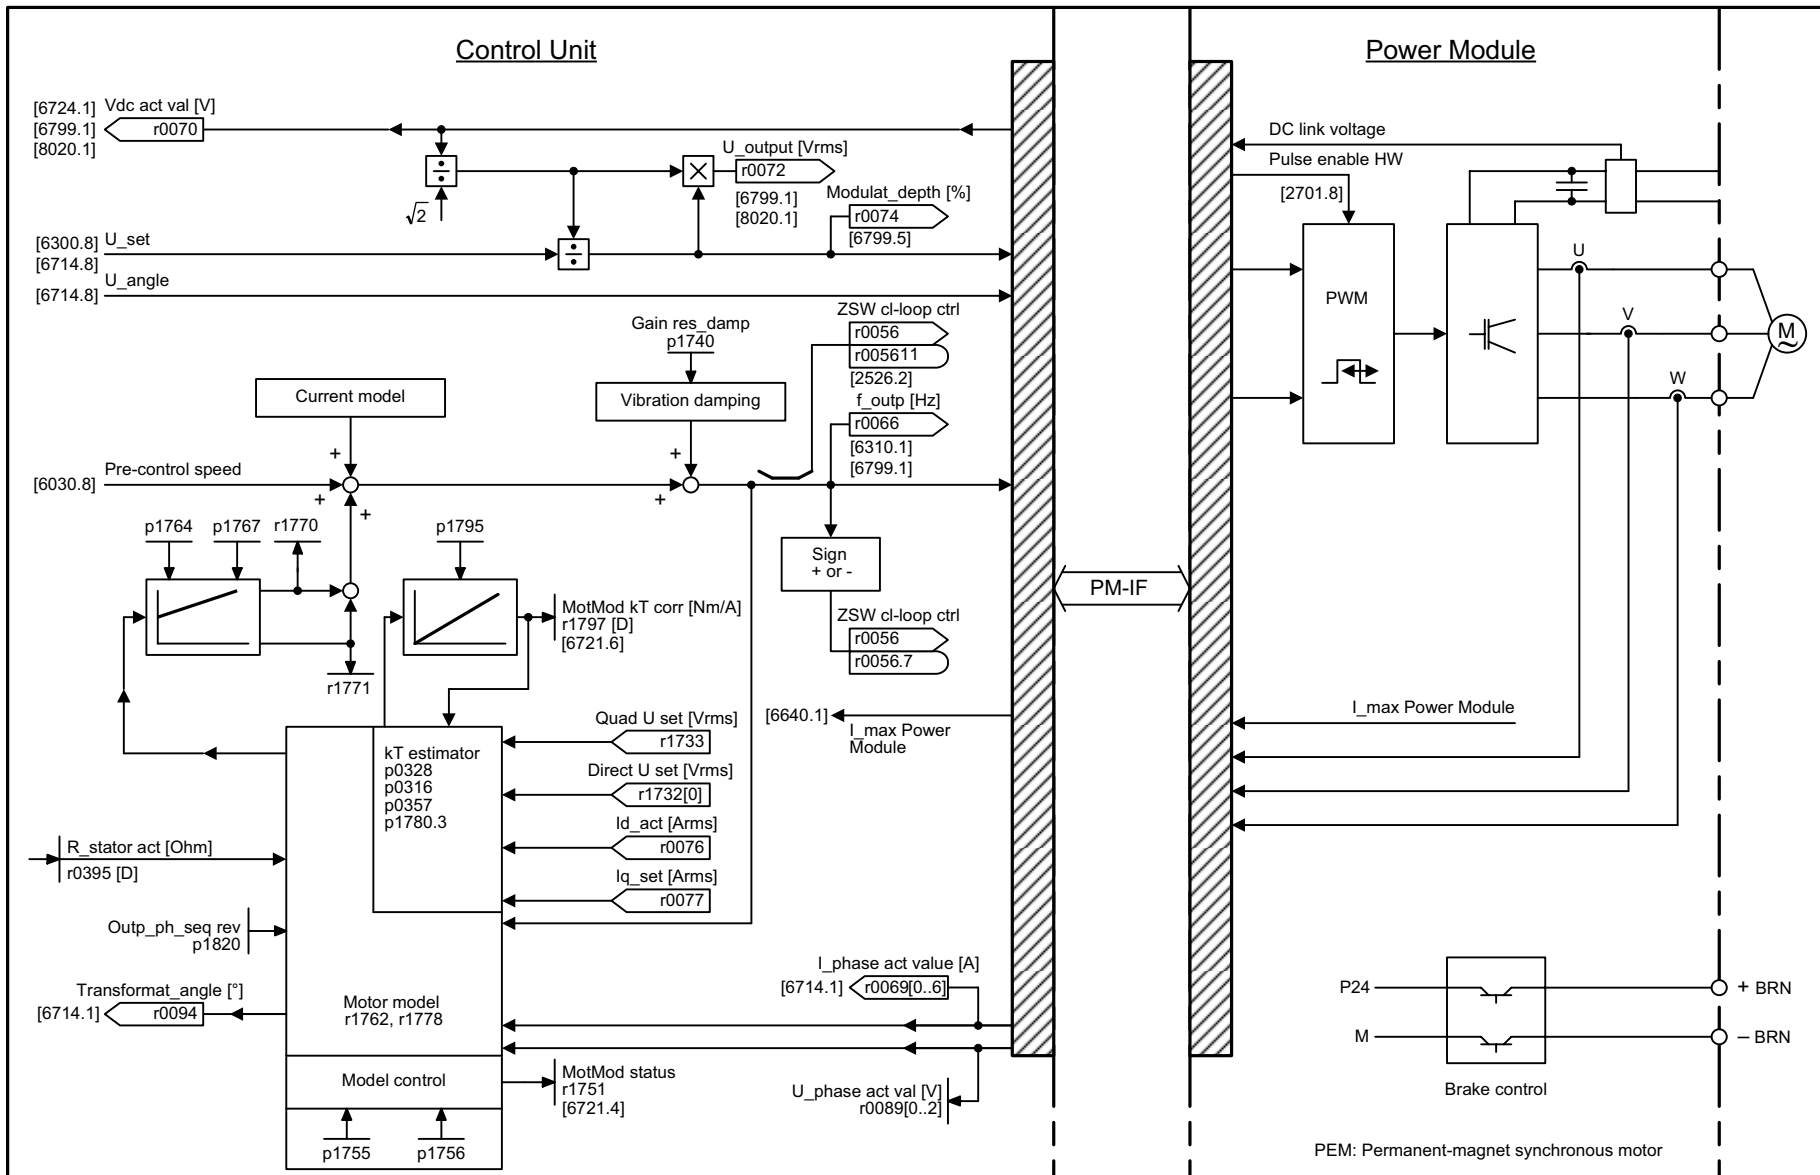 Control Unit
Power Module
[6724.1]
[6799.1]
[8020.1]
Vdc act val [V]
r0070
÷
√2
×
U_output [Vrms]
r0072
[6799.1]
[8020.1]
Modulat_depth [%]
r0074
[6799.5]
[6300.8]
[6714.8]
U_set
÷
U_angle
[6714.8]
DC link voltage
Pulse enable HW
[2701.8]
PWM
U
V
W
M
~
Gain res_damp
p1740
Vibration damping
Current model
ZSW cl-loop ctrl
r0056
r005611
[2526.2]
f_outp [Hz]
r0066
[6310.1]
[6799.1]
+
+
[6030.8]
Pre-control speed
+
+
+
p1764
p1767
r1770
p1795
Sign
+ or -
PM-IF
MotMod kT corr [Nm/A]
r1797 [D]
[6721.6]
ZSW cl-loop ctrl
r0056
r0056.7
r1771
[6640.1]
I_max Power
Module
I_max Power Module
kT estimator
p0328
p0316
p0357
p1780.3
Quad U set [Vrms]
r1733
Direct U set [Vrms]
r1732[0]
Id_act [Arms]
r0076
Iq_set [Arms]
r0077
R_stator act [Ohm]
r0395 [D]
Outp_ph_seq rev
p1820
Transformat_angle [°]
[6714.1]
r0094
Motor model
r1762, r1778
I_phase act value [A]
[6714.1]
r0069[0..6]
Model control
MotMod status
r1751
[6721.4]
U_phase act val [V]
r0089[0..2]
p1755
p1756
P24
M
+ BRN
– BRN
Brake control
PEM: Permanent-magnet synchronous motor